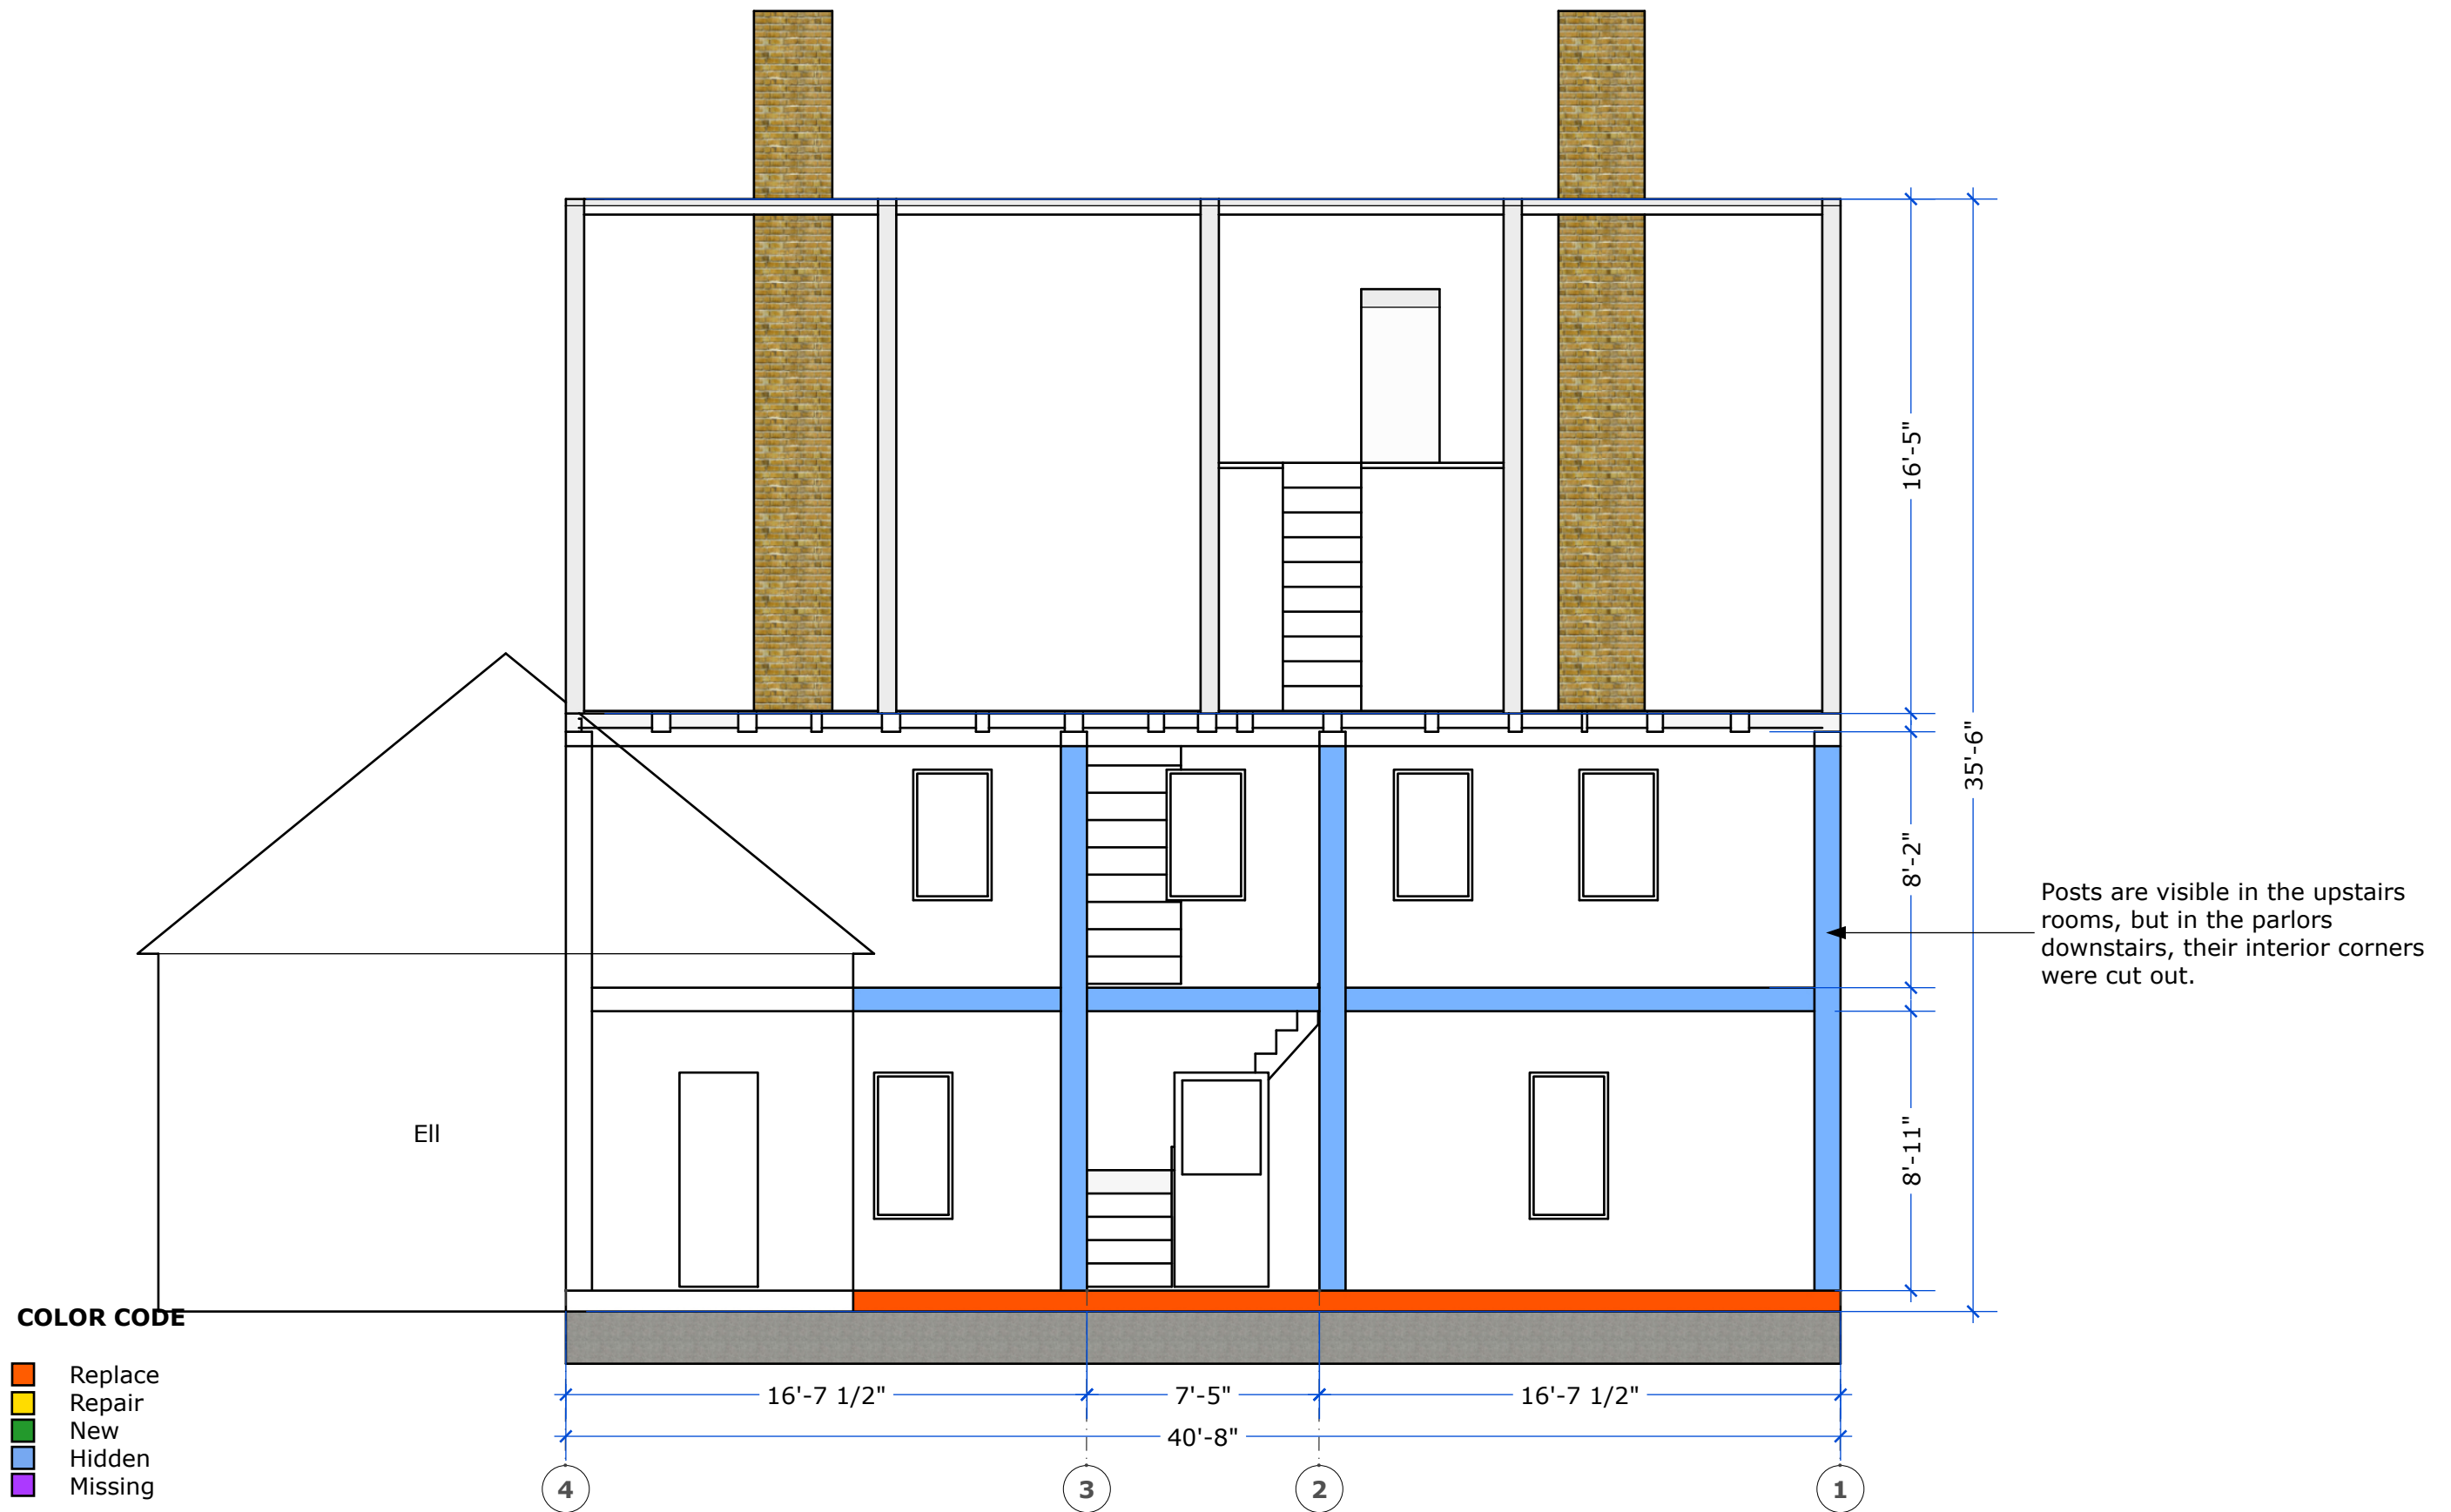 16'-5"
35'-6"
8'-2"
Posts are visible in the upstairs
rooms, but in the parlors
downstairs, their interior corners
were cut out.
8'-11"
Ell
COLOR CODE
Replace
Repair
New
Hidden
Missing
16'-7 1/2"
7'-5"
16'-7 1/2"
40'-8"
4
3
2
1